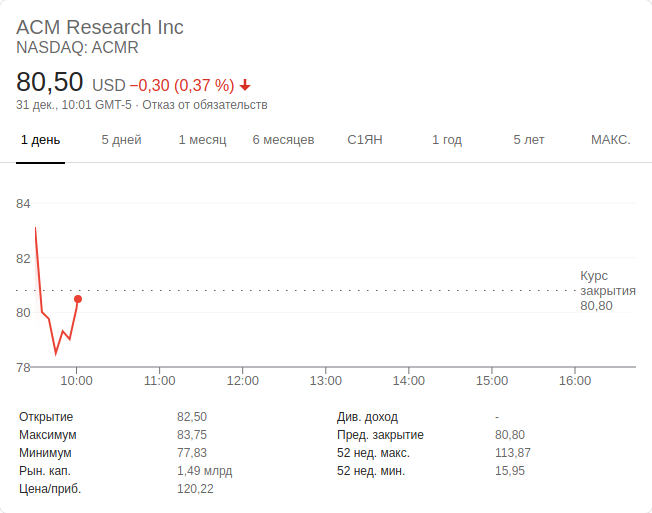 ACM Research Inc
NASDAQ: ACMR
80,50 USD −0,30 (0,37 %)
31 дек., 10:01 GMT-5 · Отказ от обязательств
1 день 5 дней 1 месяц 6 месяцев С1ЯН 1 год 5 лет МАКС.
84
82
Курс
закрытия
80,80
80
78
10:00 11:00 12:00 13:00 14:00 15:00 16:00
Открытие 82,50 Див. доход -
Максимум 83,75 Пред. закрытие 80,80
Минимум 77,83 52 нед. макс. 113,87
Рын. кап. 1,49 млрд 52 нед. мин. 15,95
Цена/приб. 120,22